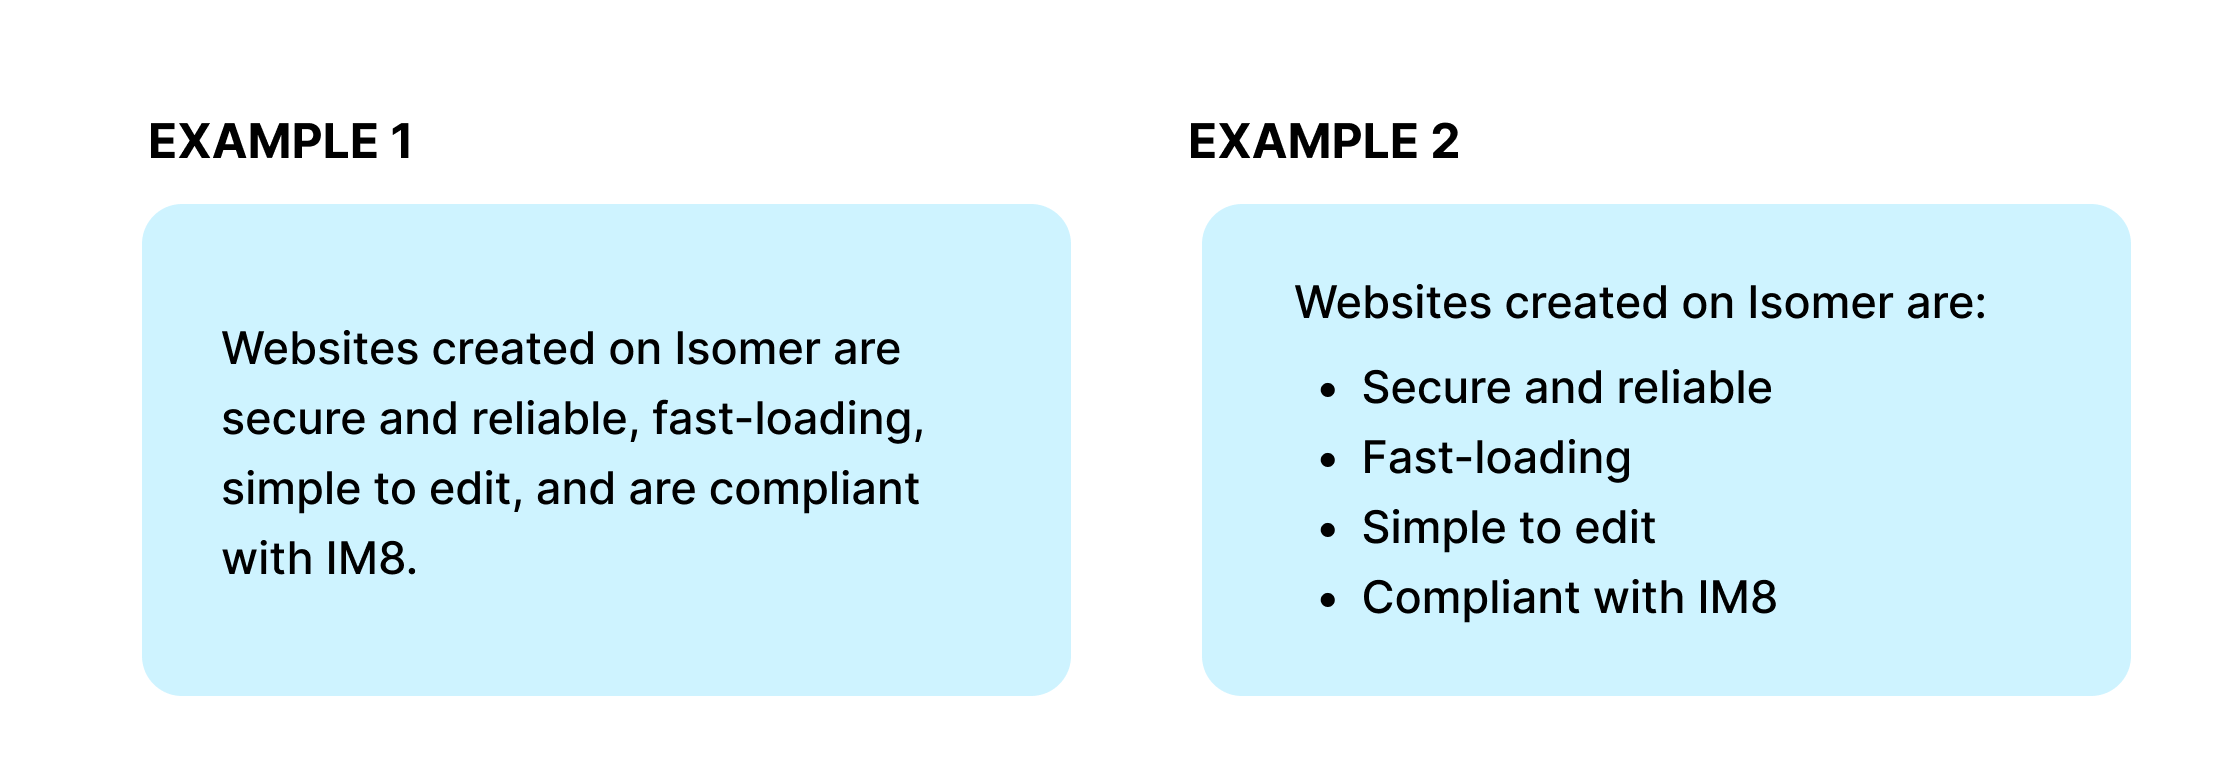 EXAMPLE 1
Websites created on Isomer are
secure and reliable, fast-loading,
simple to edit, and are compliant
with IM8.
EXAMPLE 2
Websites created on Isomer are:
• Secure and reliable
• Fast-loading
• Simple to edit
• Compliant with IM8